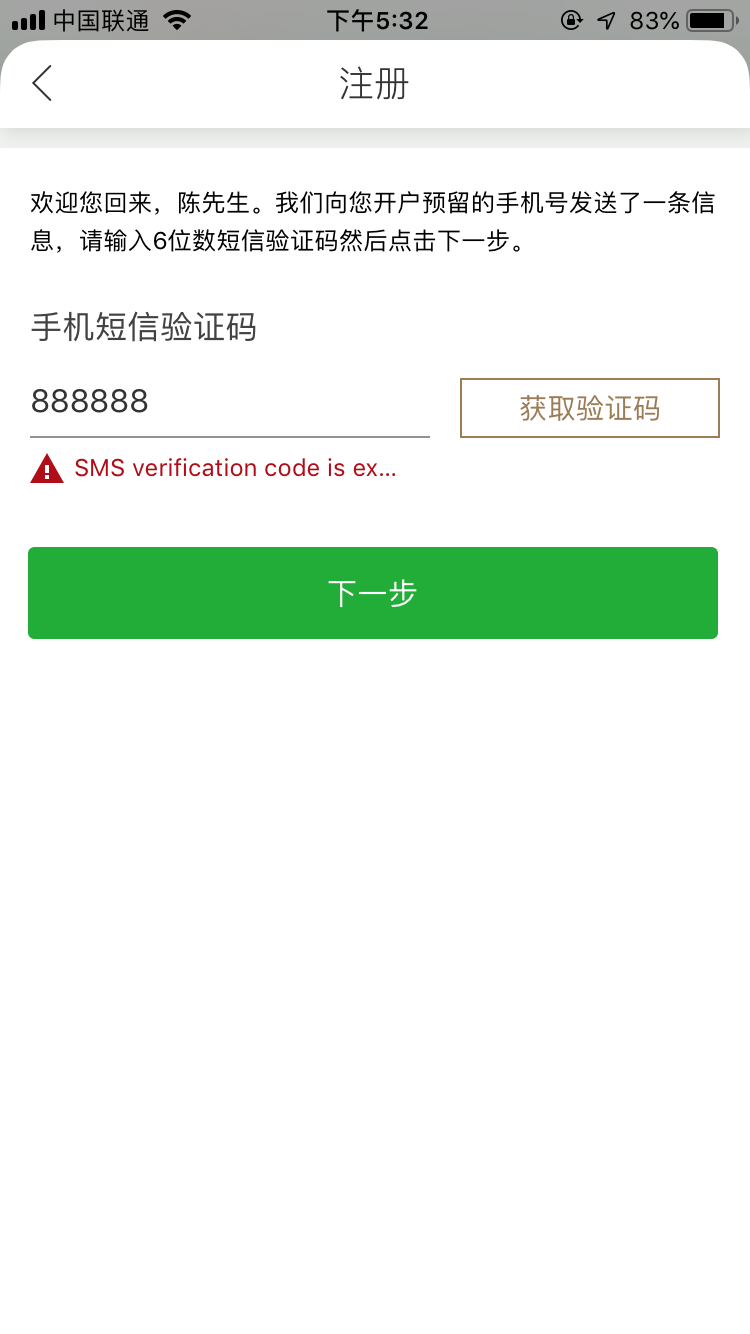 中国联通
下午5:32
83%
注册
欢迎您回来，陈先生。我们向您开户预留的手机号发送了一条信
息，请输入6位数短信验证码然后点击下一步。
手机短信验证码
888888
获取验证码
SMS verification code is ex...
下一步